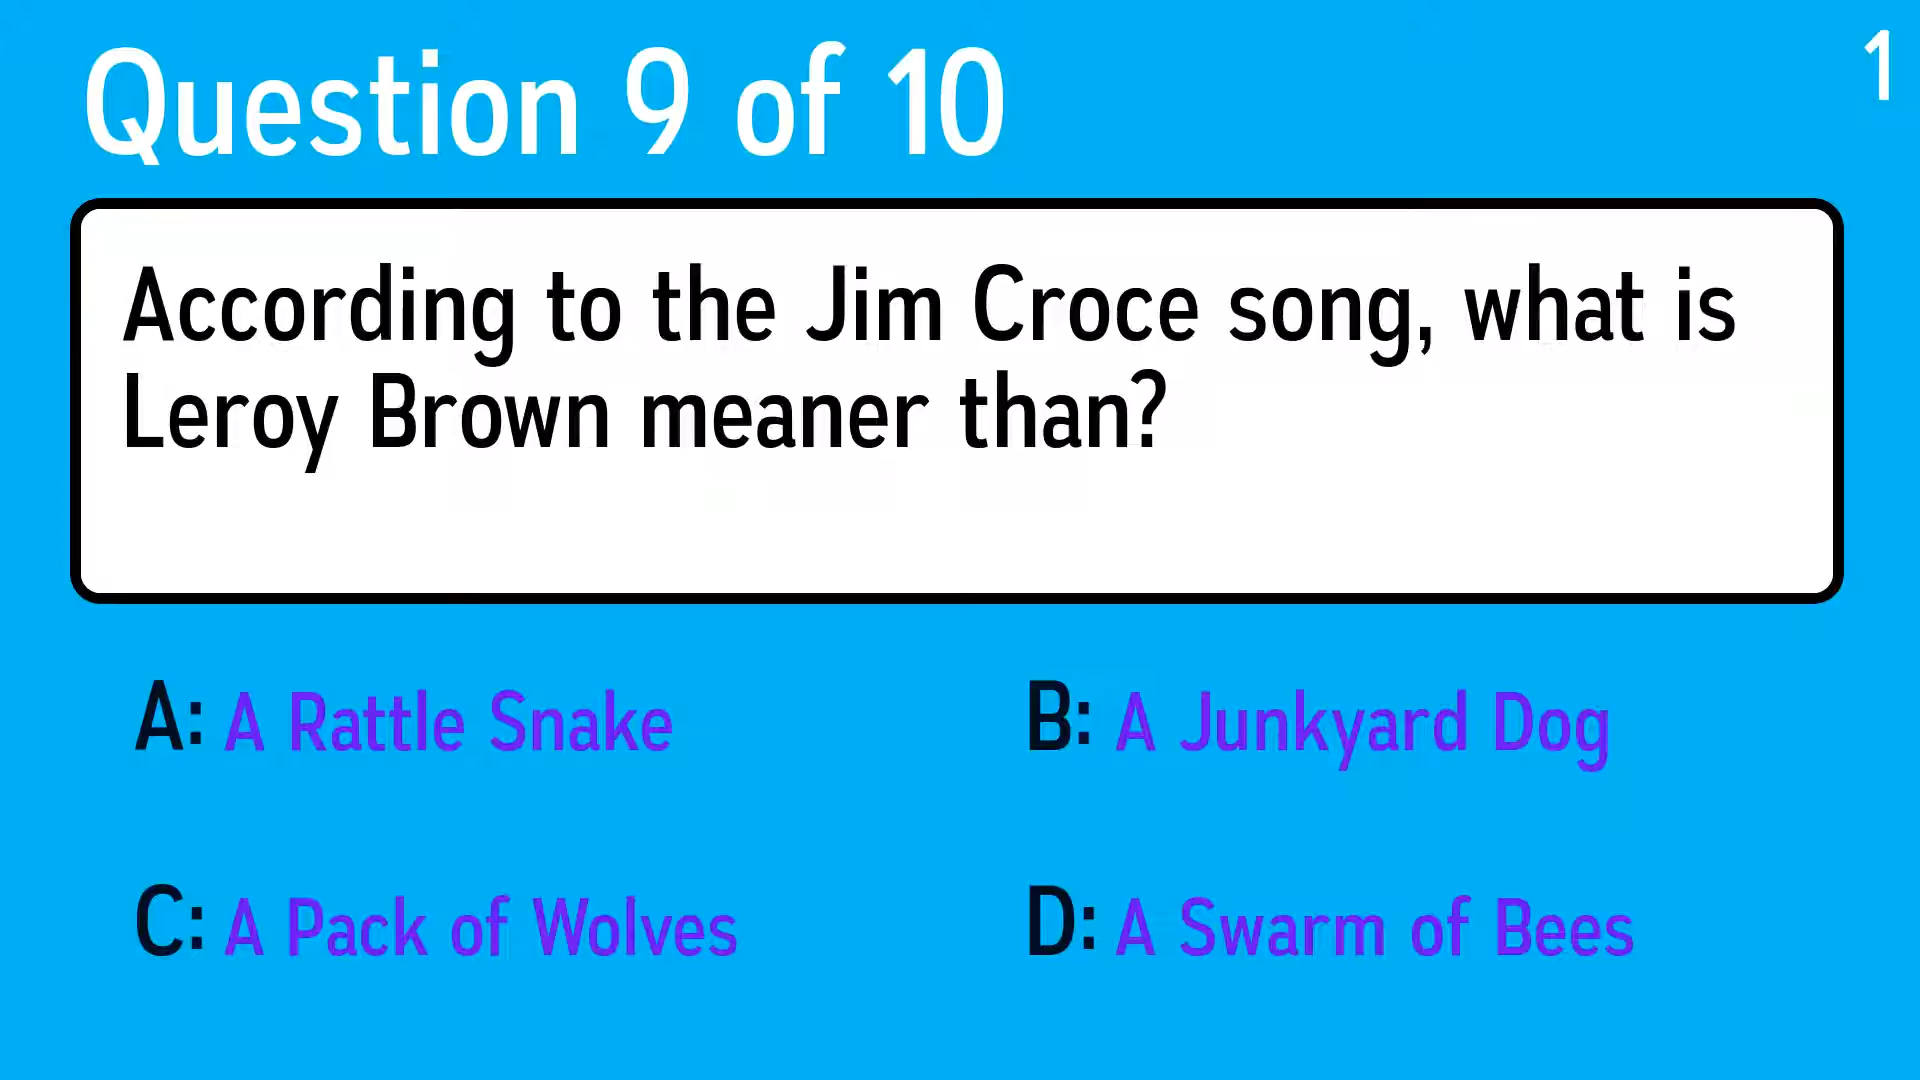 Question 9 of 10
1
According to the Jim Croce song, what is
Leroy Brown meaner than?
A: A Rattle Snake
B: A Junkyard Dog
C: A Pack of Wolves
D: A Swarm of Bees